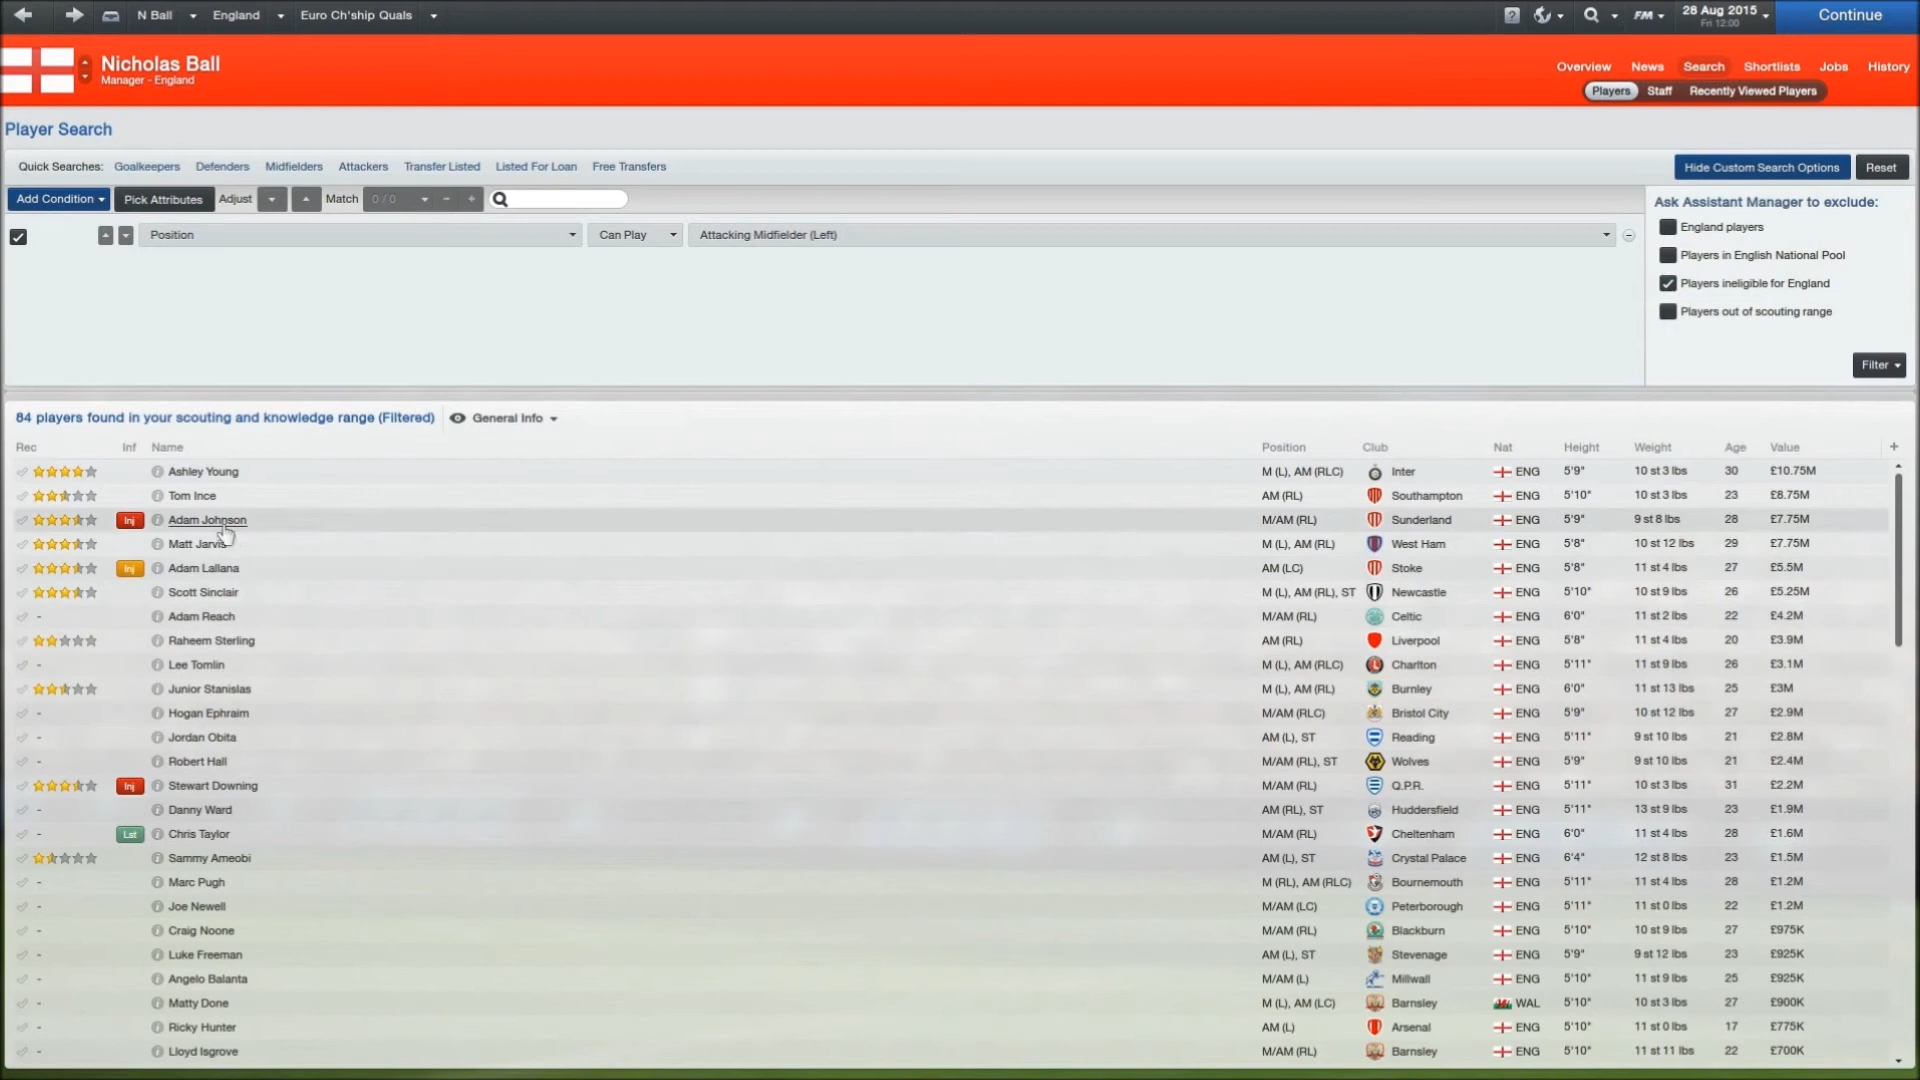 N Ball England Euro Ch'ship Quals ? FM 28 Aug 2015 Continue
Fri 12:00
Nicholas Ball
Manager - England
Overview News Search Shortlists Jobs History
Players Staff Recently Viewed Players
Player Search
Quick Searches: Goalkeepers Defenders Midfielders Attackers Transfer Listed Listed For Loan Free Transfers Hide Custom Search Options Reset
Add Condition Pick Attributes Adjust Match 0 / 0 - +
Position Can Play Attacking Midfielder (Left)
Ask Assistant Manager to exclude:
England players
Players in English National Pool
Players ineligible for England
Players out of scouting range
Filter
84 players found in your scouting and knowledge range (Filtered) General Info
Rec Inf Name Position Club Nat Height Weight Age Value +
Ashley Young M (L), AM (RLC) Inter ENG 5'9" 10 st 3 lbs 30 £10.75M
Tom Ince AM (RL) Southampton ENG 5'10" 10 st 3 lbs 23 £8.75M
Inj Adam Johnson M/AM (RL) Sunderland ENG 5'9" 9 st 8 lbs 28 £7.75M
Matt Jarvis M (L), AM (RL) West Ham ENG 5'8" 10 st 12 lbs 29 £7.75M
Inj Adam Lallana AM (LC) Stoke ENG 5'8" 11 st 4 lbs 27 £5.5M
Scott Sinclair M (L), AM (RL), ST Newcastle ENG 5'10" 10 st 9 lbs 26 £5.25M
- Adam Reach M/AM (RL) Celtic ENG 6'0" 11 st 2 lbs 22 £4.2M
Raheem Sterling AM (RL) Liverpool ENG 5'8" 11 st 4 lbs 20 £3.9M
- Lee Tomlin M (L), AM (RLC) Charlton ENG 5'11" 11 st 9 lbs 26 £3.1M
Junior Stanislas M (L), AM (RL) Burnley ENG 6'0" 11 st 13 lbs 25 £3M
- Hogan Ephraim M/AM (RLC) Bristol City ENG 5'9" 10 st 12 lbs 27 £2.9M
- Jordan Obita AM (L), ST Reading ENG 5'11" 9 st 10 lbs 21 £2.8M
- Robert Hall M/AM (RL), ST Wolves ENG 5'9" 9 st 10 lbs 21 £2.4M
Inj Stewart Downing M/AM (RL) Q.P.R. ENG 5'11" 10 st 3 lbs 31 £2.2M
- Danny Ward AM (RL), ST Huddersfield ENG 5'11" 13 st 9 lbs 23 £1.9M
- Lst Chris Taylor M/AM (RL) Cheltenham ENG 6'0" 11 st 4 lbs 28 £1.6M
Sammy Ameobi AM (L), ST Crystal Palace ENG 6'4" 12 st 8 lbs 23 £1.5M
- Marc Pugh M (RL), AM (RLC) Bournemouth ENG 5'11" 11 st 4 lbs 28 £1.2M
- Joe Newell M/AM (LC) Peterborough ENG 5'11" 11 st 0 lbs 22 £1.2M
- Craig Noone M/AM (RL) Blackburn ENG 5'10" 10 st 9 lbs 27 £975K
- Luke Freeman AM (L), ST Stevenage ENG 5'9" 9 st 12 lbs 23 £925K
- Angelo Balanta M/AM (L) Millwall ENG 5'10" 11 st 9 lbs 25 £925K
- Matty Done M (L), AM (LC) Barnsley WAL 5'10" 10 st 3 lbs 27 £900K
- Ricky Hunter AM (L) Arsenal ENG 5'10" 11 st 0 lbs 17 £775K
- Lloyd Isgrove M/AM (RL) Barnsley ENG 5'10" 11 st 11 lbs 22 £700K